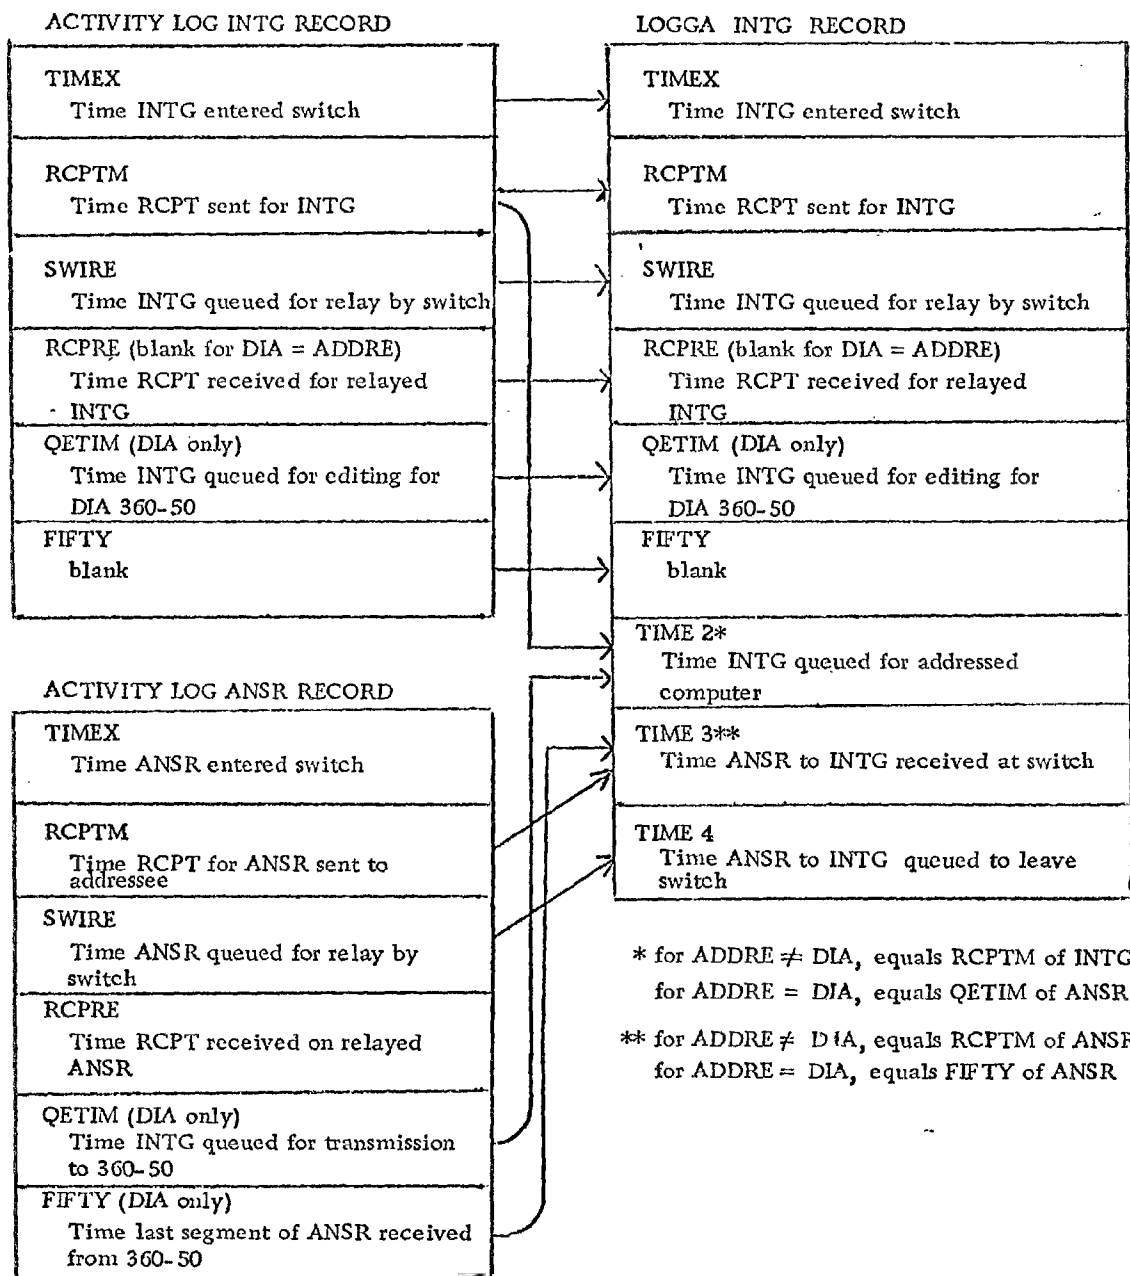 ACTIVITY LOG INTG RECORD
TIMEX
Time INTG entered switch
RCPTM
Time RCPT sent for INTG
SWIRE
Time INTG queued for relay by switch
RCPRE (blank for DIA = ADDRE)
Time RCPT received for relayed
INTG
QETIM (DIA only)
Time INTG queued for editing for
DIA 360-50
FIFTY
blank
ACTIVITY LOG ANSR RECORD
TIMEX
Time ANSR entered switch
RCPTM
Time RCPT for ANSR sent to
addressee
SWIRE
Time ANSR queued for relay by
switch
RCPRE
Time RCPT received on relayed
ANSR
QETIM (DIA only)
Time INTG queued for transmission
to 360-50
FIFTY (DIA only)
Time last segment of ANSR received
from 360-50
LOGGA INTG RECORD
TIMEX
Time INTG entered switch
RCPTM
Time RCPT sent for INTG
SWIRE
Time INTG queued for relay by switch
RCPRE (blank for DIA = ADDRE)
Time RCPT received for relayed
INTG
QETIM (DIA only)
Time INTG queued for editing for
DIA 360-50
FIFTY
blank
TIME 2*
Time INTG queued for addressed
computer
TIME 3**
Time ANSR to INTG received at switch
TIME 4
Time ANSR to INTG queued to leave
switch
* for ADDRE ≠ DIA, equals RCPTM of INTG
for ADDRE = DIA, equals QETIM of ANSR
** for ADDRE ≠ DIA, equals RCPTM of ANSR
for ADDRE = DIA, equals FIFTY of ANSR